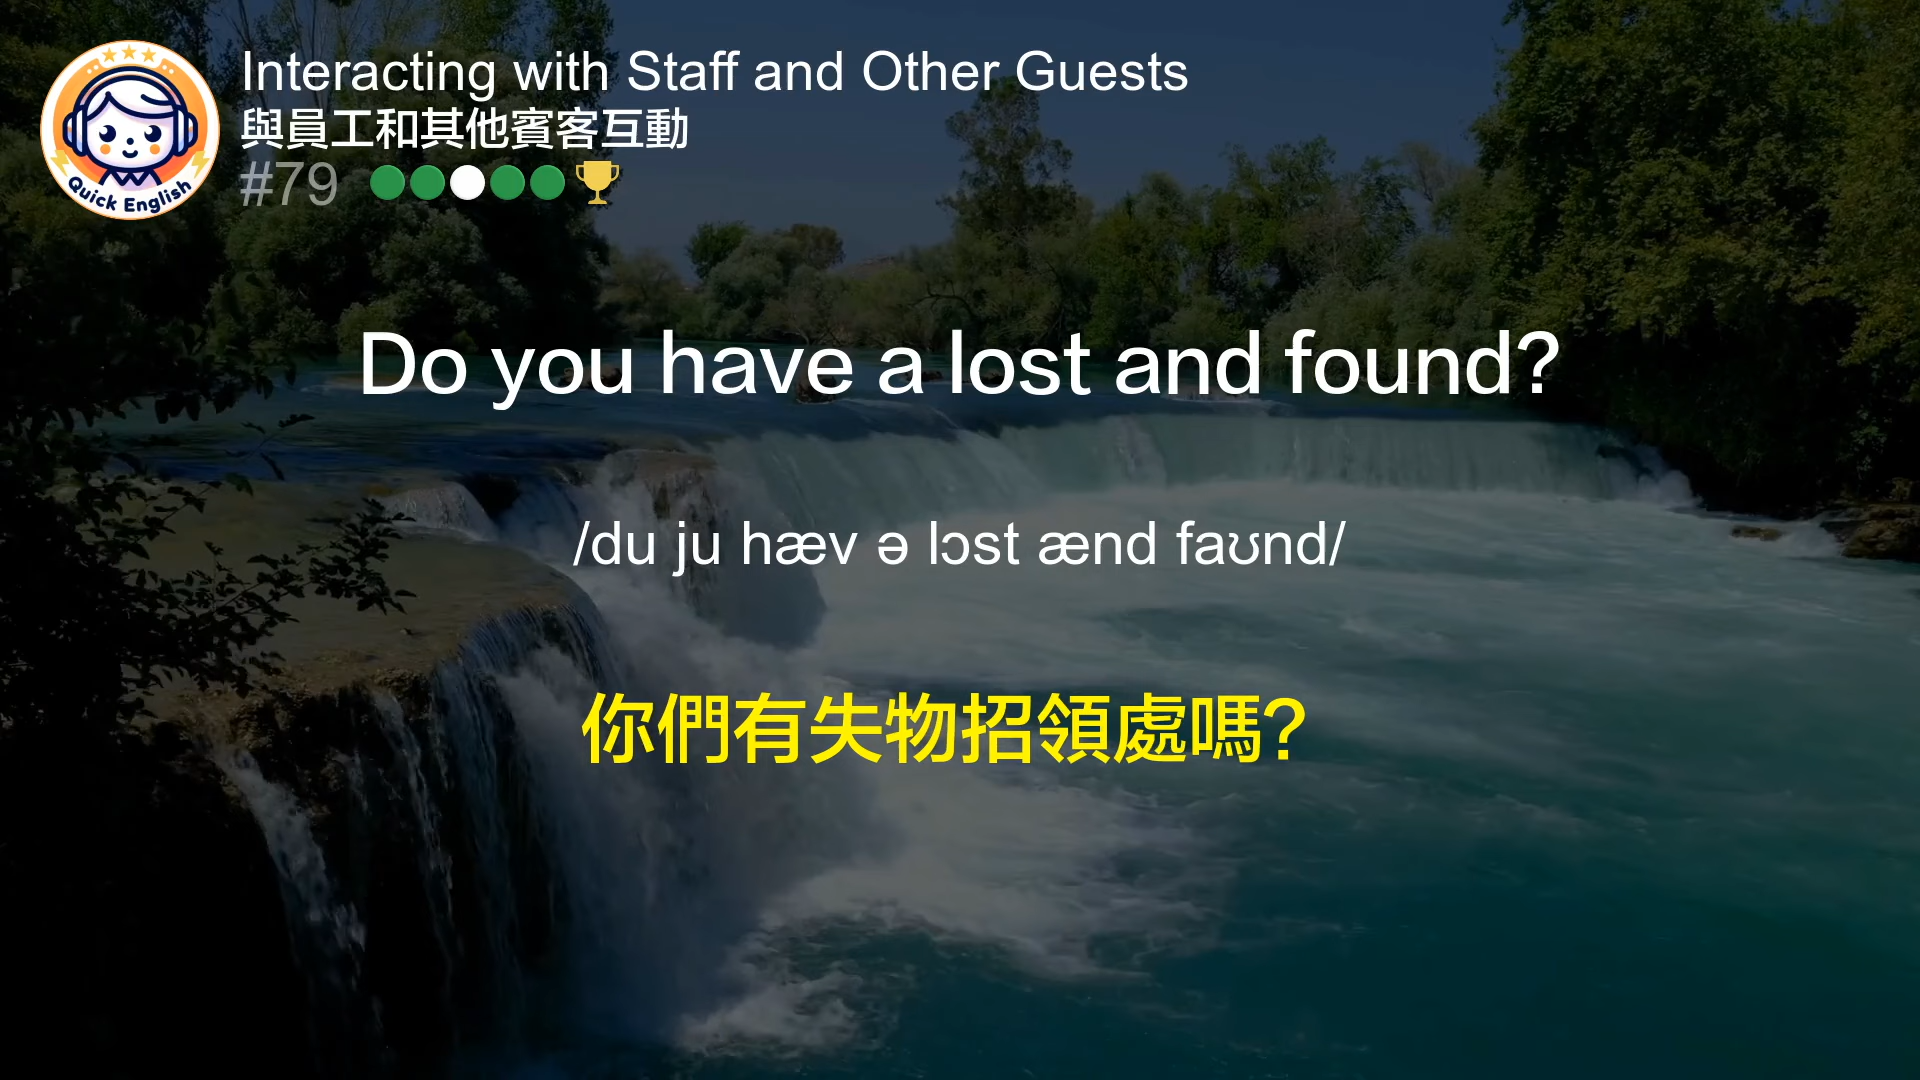 Interacting with Staff and Other Guests
與員工和其他賓客互動
#79
Quick English
Do you have a lost and found?
/du ju hæv ə lɔst ænd faʊnd/
你們有失物招領處嗎?